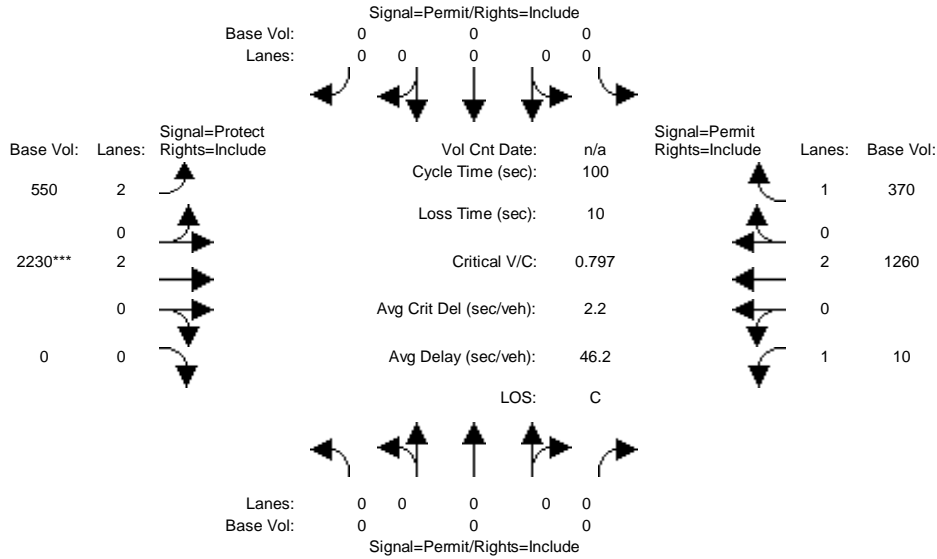 Signal=Permit/Rights=Include
Base Vol: 0 0 0
Lanes: 0 0 0 0 0
Signal=Protect
Base Vol: Lanes: Rights=Include
Vol Cnt Date: n/a
Signal=Permit
Rights=Include Lanes: Base Vol:
Cycle Time (sec): 100
550 2
1 370
Loss Time (sec): 10
0
0
2230*** 2
Critical V/C: 0.797
2 1260
0
Avg Crit Del (sec/veh): 2.2
0
0 0
Avg Delay (sec/veh): 46.2
1 10
LOS: C
Lanes: 0 0 0 0 0
Base Vol: 0 0 0
Signal=Permit/Rights=Include